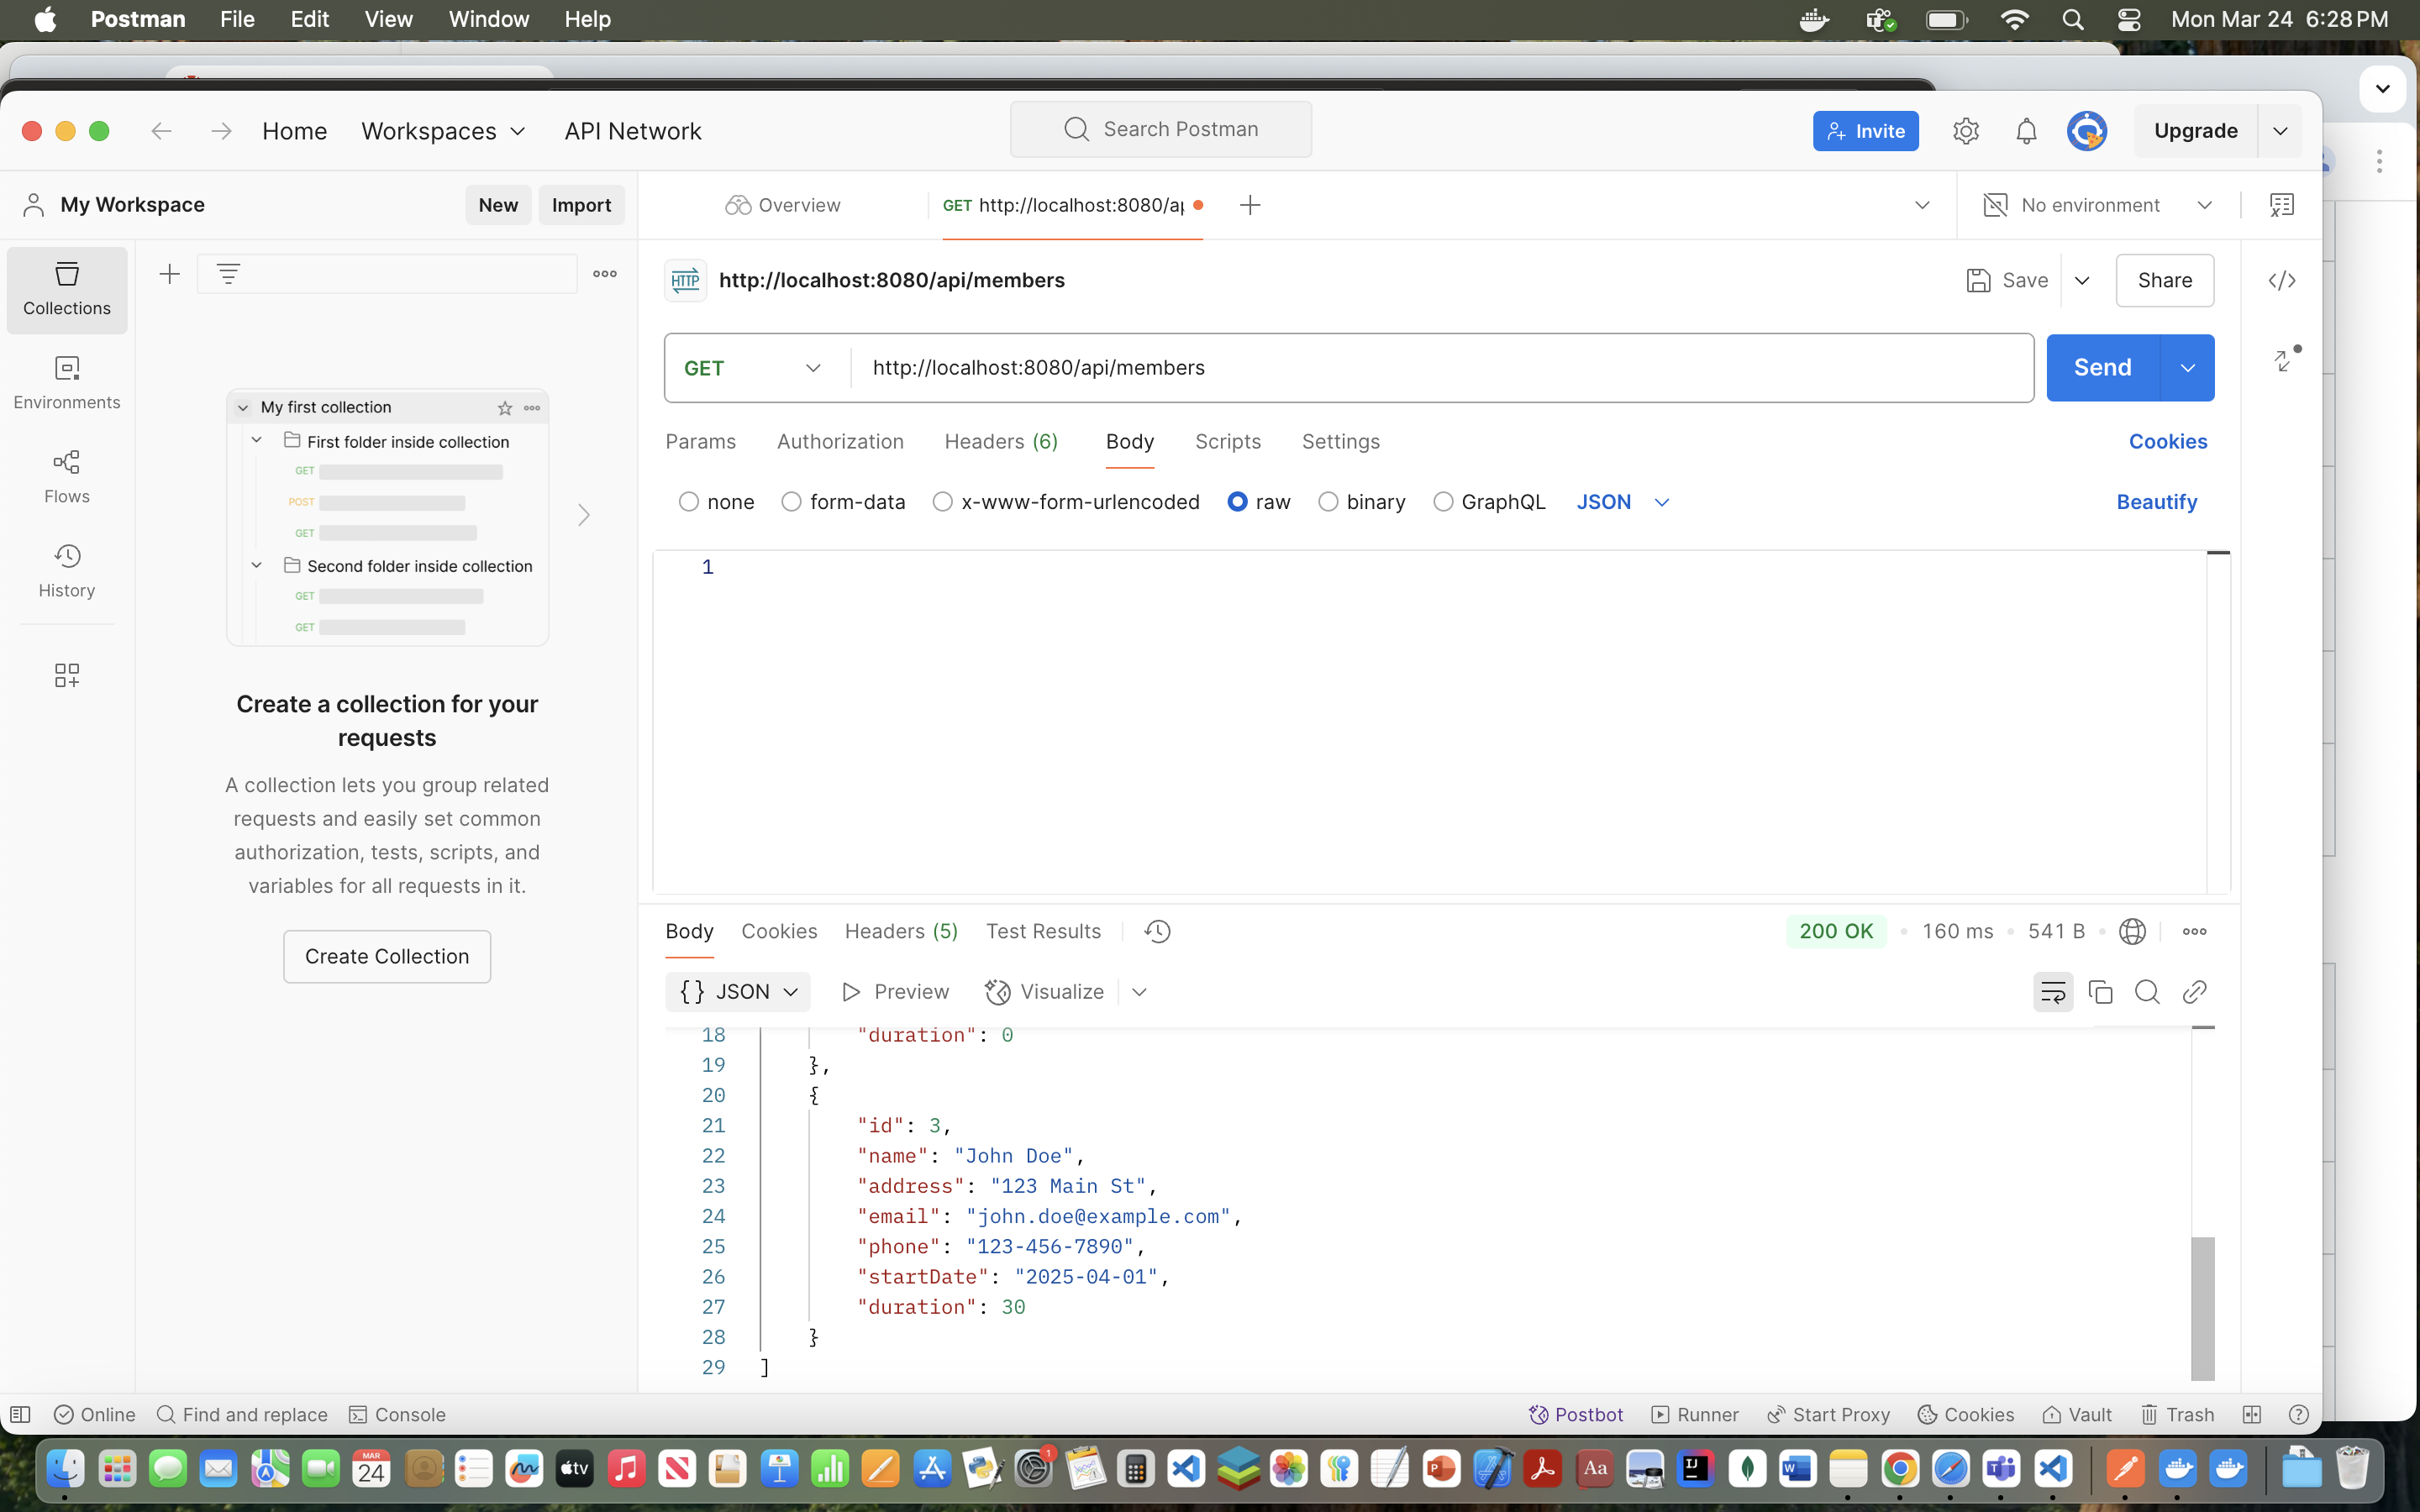 Postman File Edit View Window Help Mon Mar 24 6:28 PM
Home Workspaces API Network Search Postman Invite Upgrade
My Workspace New Import Overview GET http://localhost:8080/ap No environment
Collections
Environments
Flows
History
My first collection
First folder inside collection
GET
POST
GET
Second folder inside collection
GET
GET
Create a collection for your
requests
A collection lets you group related
requests and easily set common
authorization, tests, scripts, and
variables for all requests in it.
Create Collection
HTTP http://localhost:8080/api/members Save Share
GET http://localhost:8080/api/members Send
Params Authorization Headers (6) Body Scripts Settings Cookies
none form-data x-www-form-urlencoded raw binary GraphQL JSON Beautify
1
Body Cookies Headers (5) Test Results 200 OK 160 ms 541 B
{} JSON Preview Visualize
18 "duration": 0
19 },
20 {
21 "id": 3,
22 "name": "John Doe",
23 "address": "123 Main St",
24 "email": "john.doe@example.com",
25 "phone": "123-456-7890",
26 "startDate": "2025-04-01",
27 "duration": 30
28 }
29 ]
Online Find and replace Console Postbot Runner Start Proxy Cookies Vault Trash
MAR
24
tv
1
P
Aa
IJ
W
T